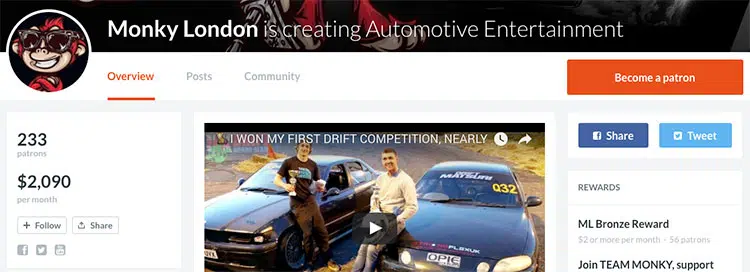 Monky London is creating Automotive Entertainment
Overview
Posts
Community
Become a patron
233
patrons
$2,090
per month
Follow
Share
I WON MY FIRST DRIFT COMPETITION, NEARLY
MATSURI
032
OPIE
Share
Tweet
REWARDS
ML Bronze Reward
$2 or more per month · 56 patrons
Join TEAM MONKY, support